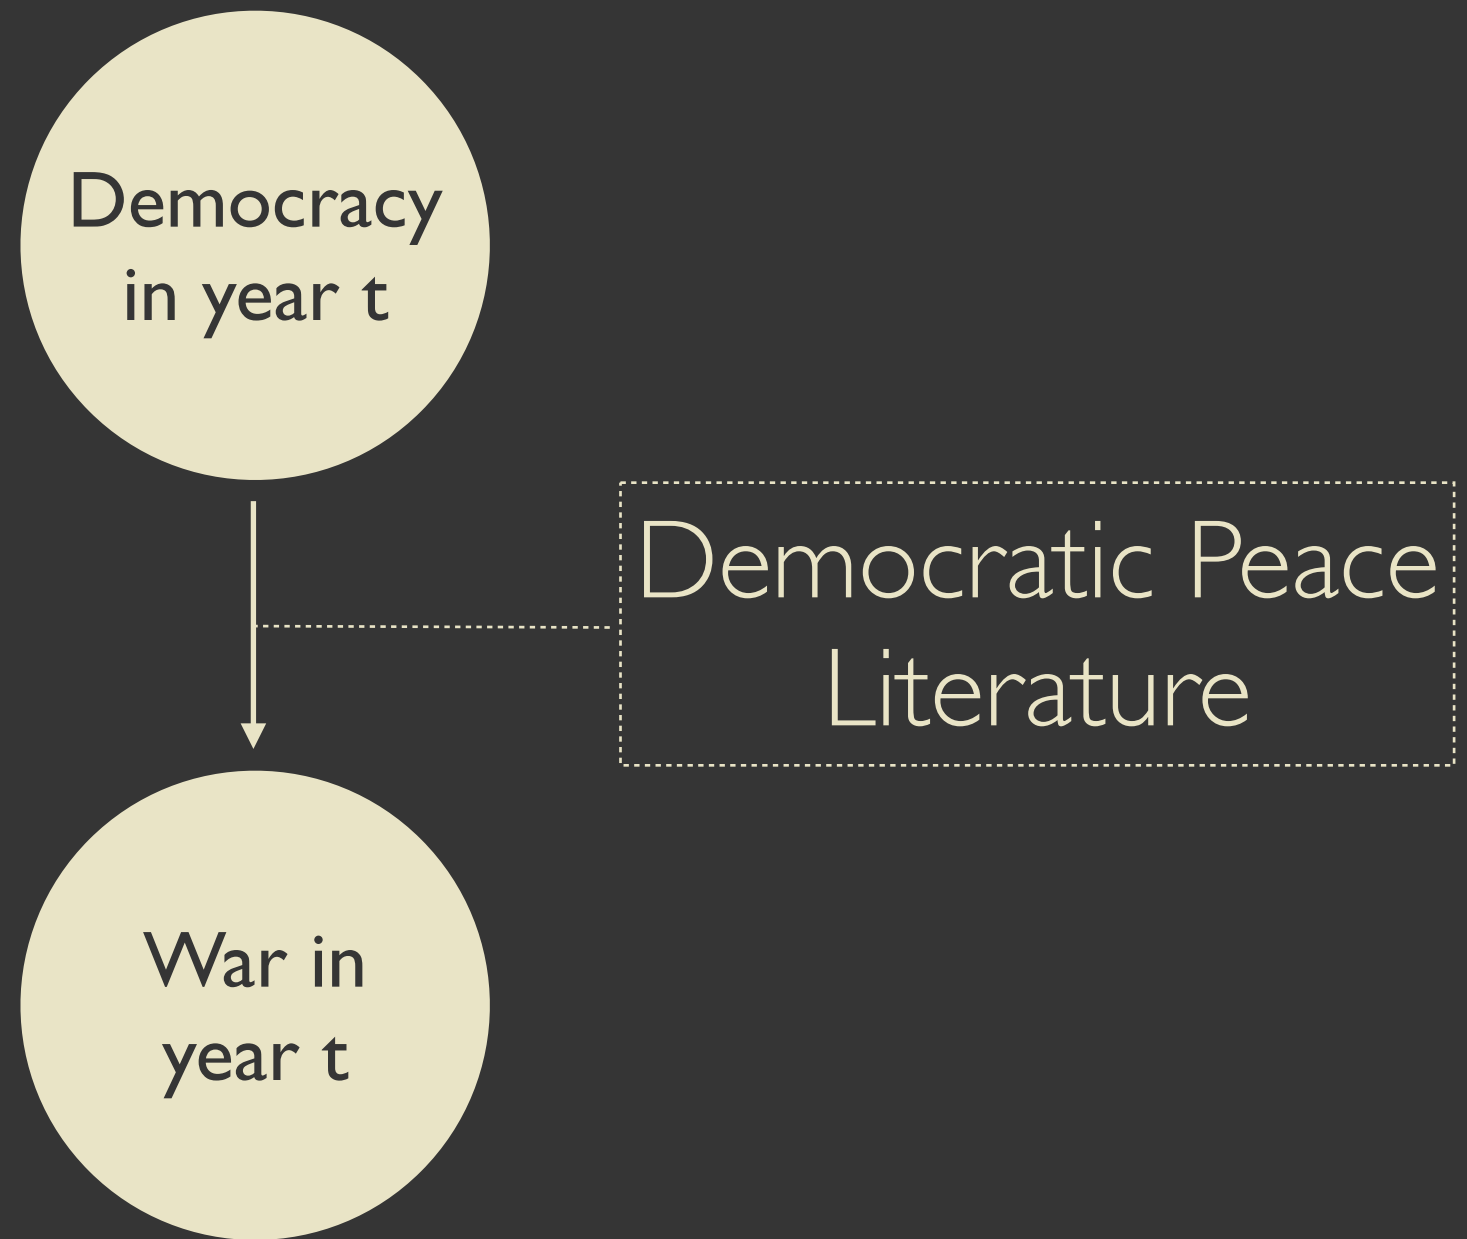 Democracy
in year t
Democratic Peace
Literature
War in
year t